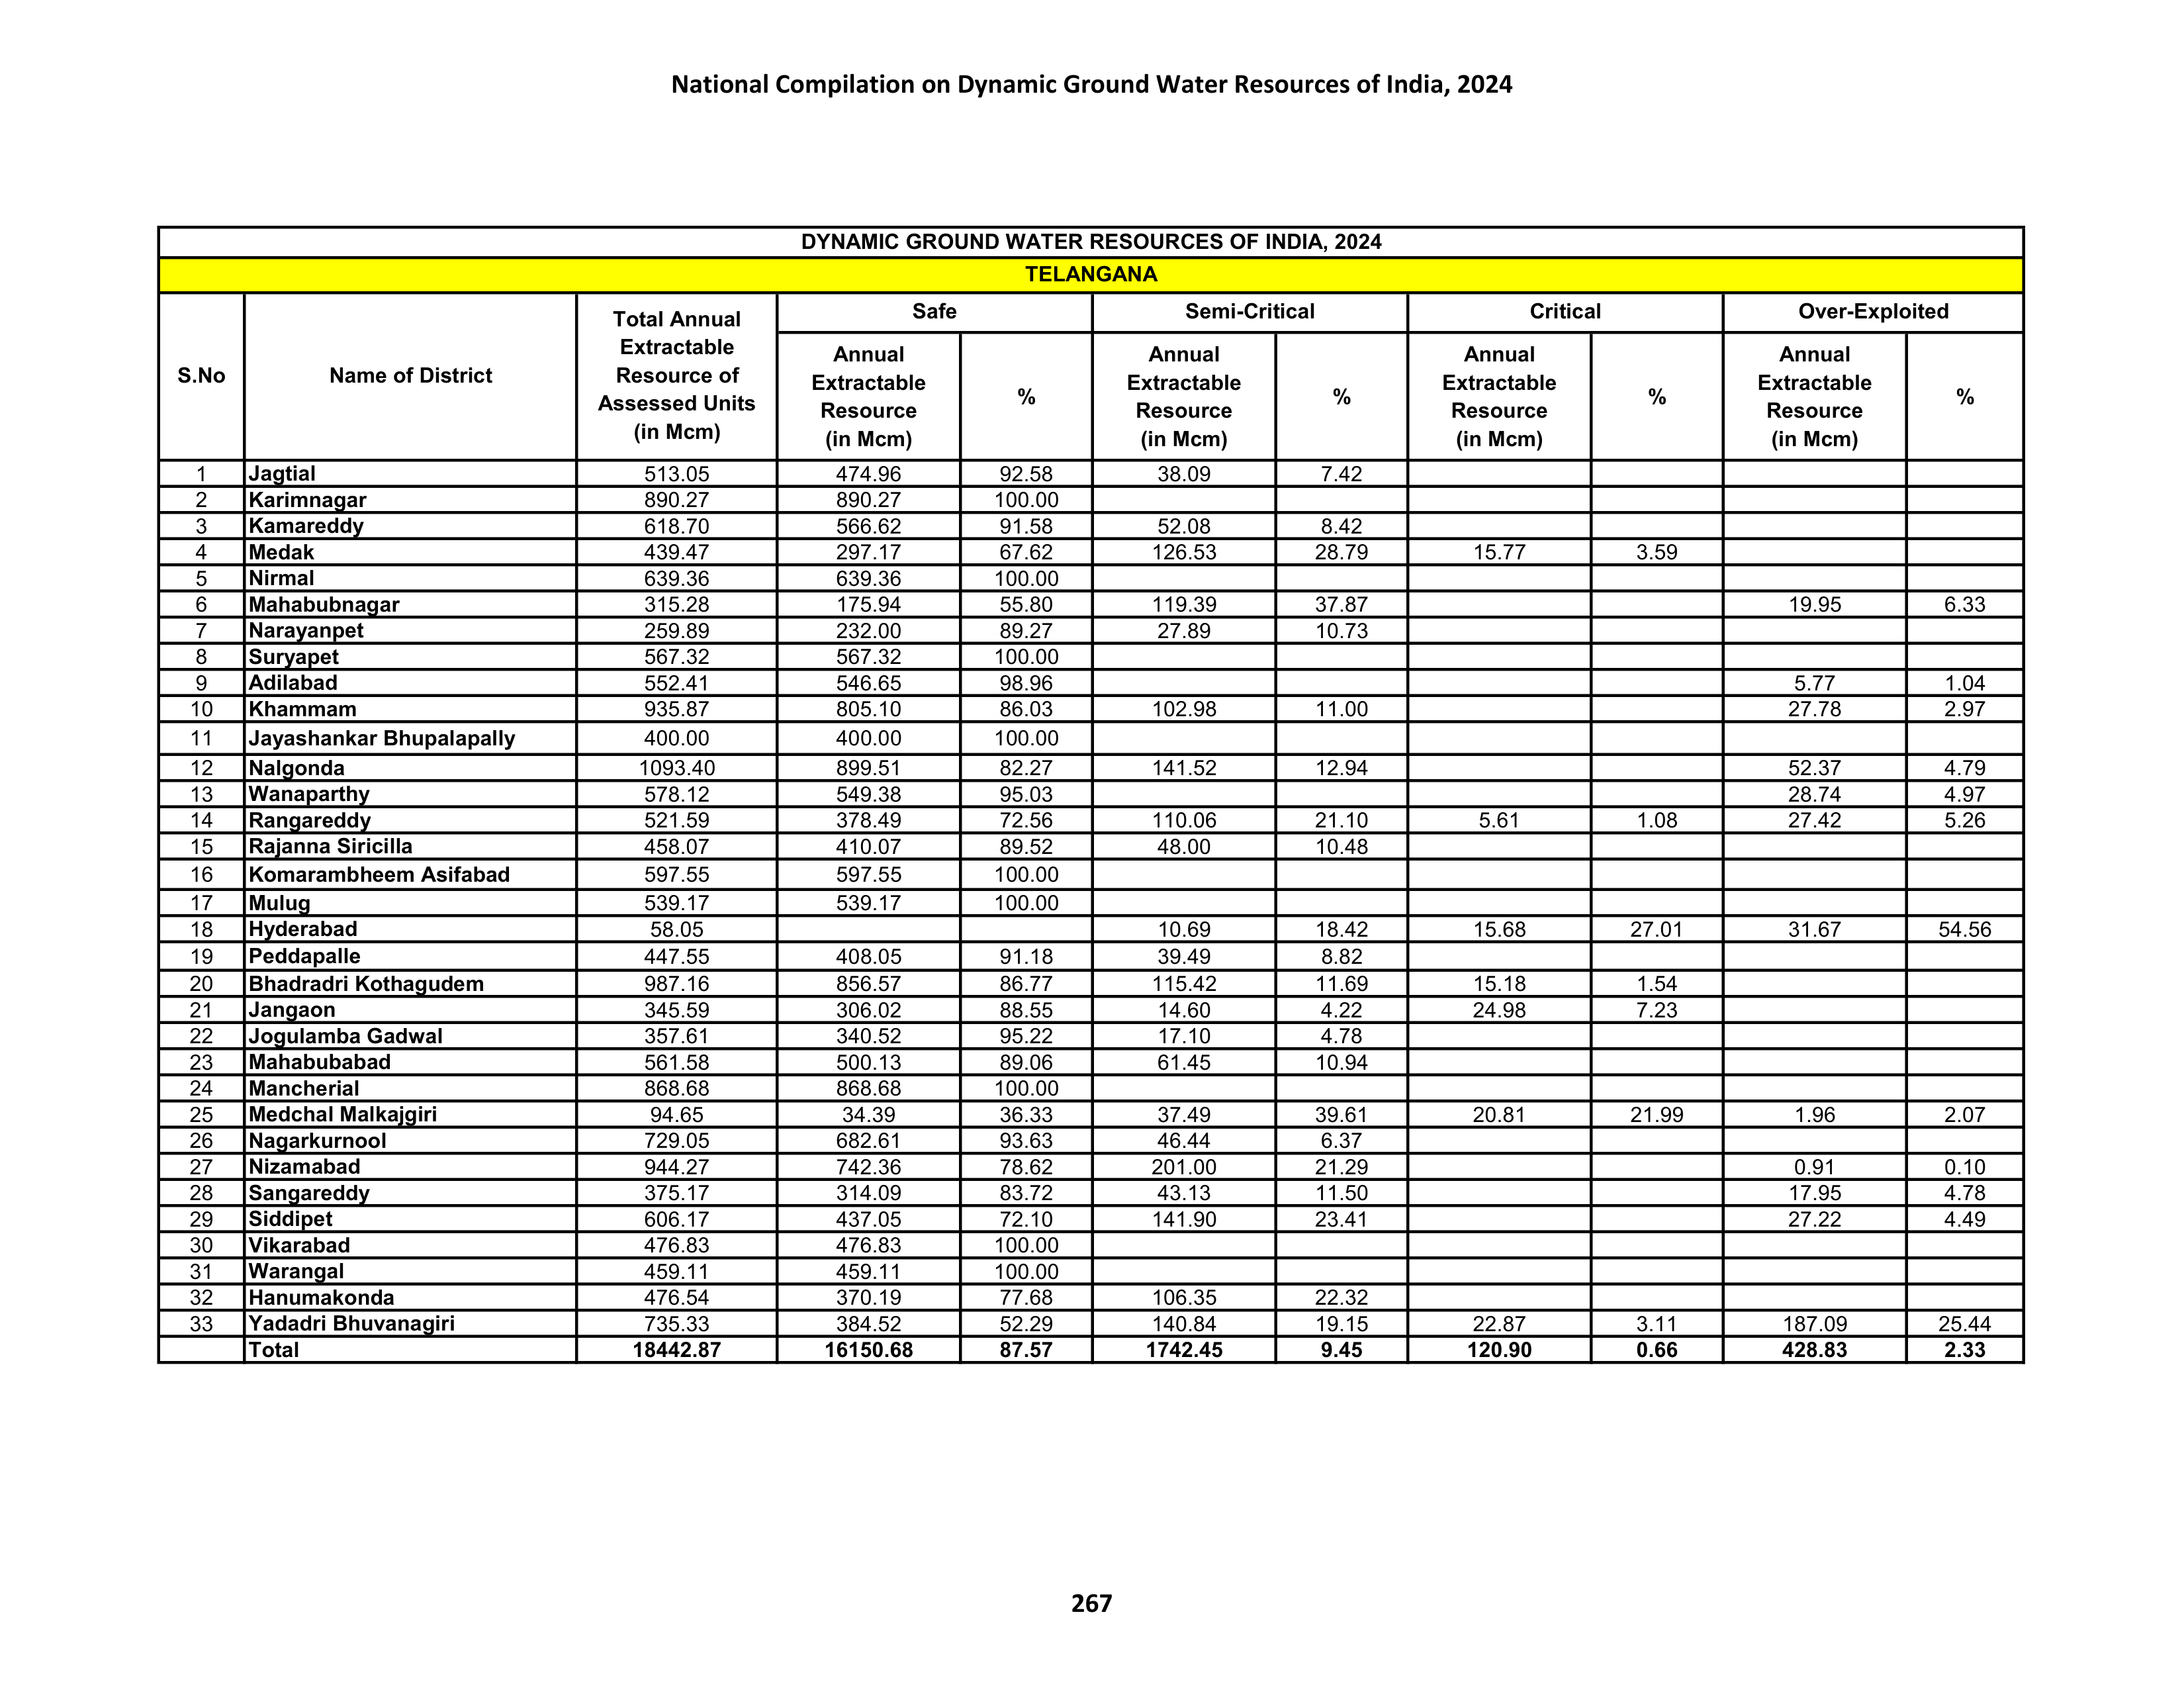 National Compilation on Dynamic Ground Water Resources of India, 2024
DYNAMIC GROUND WATER RESOURCES OF INDIA, 2024
TELANGANA
S.No Name of District Total Annual Extractable Resource of Assessed Units (in Mcm) Safe Semi-Critical Critical Over-Exploited
Annual Extractable Resource (in Mcm) % Annual Extractable Resource (in Mcm) % Annual Extractable Resource (in Mcm) % Annual Extractable Resource (in Mcm) %
1 Jagtial 513.05 474.96 92.58 38.09 7.42
2 Karimnagar 890.27 890.27 100.00
3 Kamareddy 618.70 566.62 91.58 52.08 8.42
4 Medak 439.47 297.17 67.62 126.53 28.79 15.77 3.59
5 Nirmal 639.36 639.36 100.00
6 Mahabubnagar 315.28 175.94 55.80 119.39 37.87 19.95 6.33
7 Narayanpet 259.89 232.00 89.27 27.89 10.73
8 Suryapet 567.32 567.32 100.00
9 Adilabad 552.41 546.65 98.96 5.77 1.04
10 Khammam 935.87 805.10 86.03 102.98 11.00 27.78 2.97
11 Jayashankar Bhupalapally 400.00 400.00 100.00
12 Nalgonda 1093.40 899.51 82.27 141.52 12.94 52.37 4.79
13 Wanaparthy 578.12 549.38 95.03 28.74 4.97
14 Rangareddy 521.59 378.49 72.56 110.06 21.10 5.61 1.08 27.42 5.26
15 Rajanna Siricilla 458.07 410.07 89.52 48.00 10.48
16 Komarambheem Asifabad 597.55 597.55 100.00
17 Mulug 539.17 539.17 100.00
18 Hyderabad 58.05 10.69 18.42 15.68 27.01 31.67 54.56
19 Peddapalle 447.55 408.05 91.18 39.49 8.82
20 Bhadradri Kothagudem 987.16 856.57 86.77 115.42 11.69 15.18 1.54
21 Jangaon 345.59 306.02 88.55 14.60 4.22 24.98 7.23
22 Jogulamba Gadwal 357.61 340.52 95.22 17.10 4.78
23 Mahabubabad 561.58 500.13 89.06 61.45 10.94
24 Mancherial 868.68 868.68 100.00
25 Medchal Malkajgiri 94.65 34.39 36.33 37.49 39.61 20.81 21.99 1.96 2.07
26 Nagarkurnool 729.05 682.61 93.63 46.44 6.37
27 Nizamabad 944.27 742.36 78.62 201.00 21.29 0.91 0.10
28 Sangareddy 375.17 314.09 83.72 43.13 11.50 17.95 4.78
29 Siddipet 606.17 437.05 72.10 141.90 23.41 27.22 4.49
30 Vikarabad 476.83 476.83 100.00
31 Warangal 459.11 459.11 100.00
32 Hanumakonda 476.54 370.19 77.68 106.35 22.32
33 Yadadri Bhuvanagiri 735.33 384.52 52.29 140.84 19.15 22.87 3.11 187.09 25.44
Total 18442.87 16150.68 87.57 1742.45 9.45 120.90 0.66 428.83 2.33
267